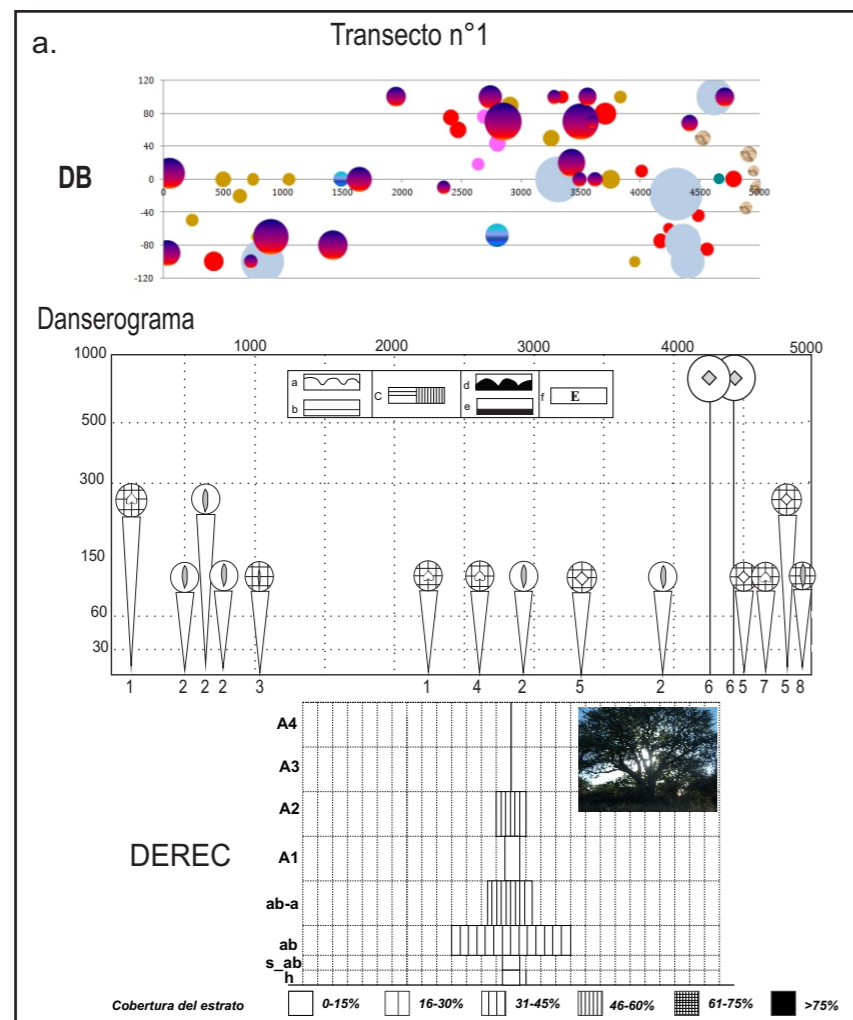 a.
Transecto n°1
120
80
40
0
-40
-80
-120
0 500 1000 1500 2000 2500 3000 3500 4000 4500 5000
DB
Danserograma
1000 2000 3000 4000 5000
1000
500
300
150
60
30
a
b
C
d
e
f E
1 2 2 2 3 1 4 2 5 2 6 6 5 7 5 8
DEREC
A4
A3
A2
A1
ab-a
ab
s_ab
h
Cobertura del estrato 0-15% 16-30% 31-45% 46-60% 61-75% >75%